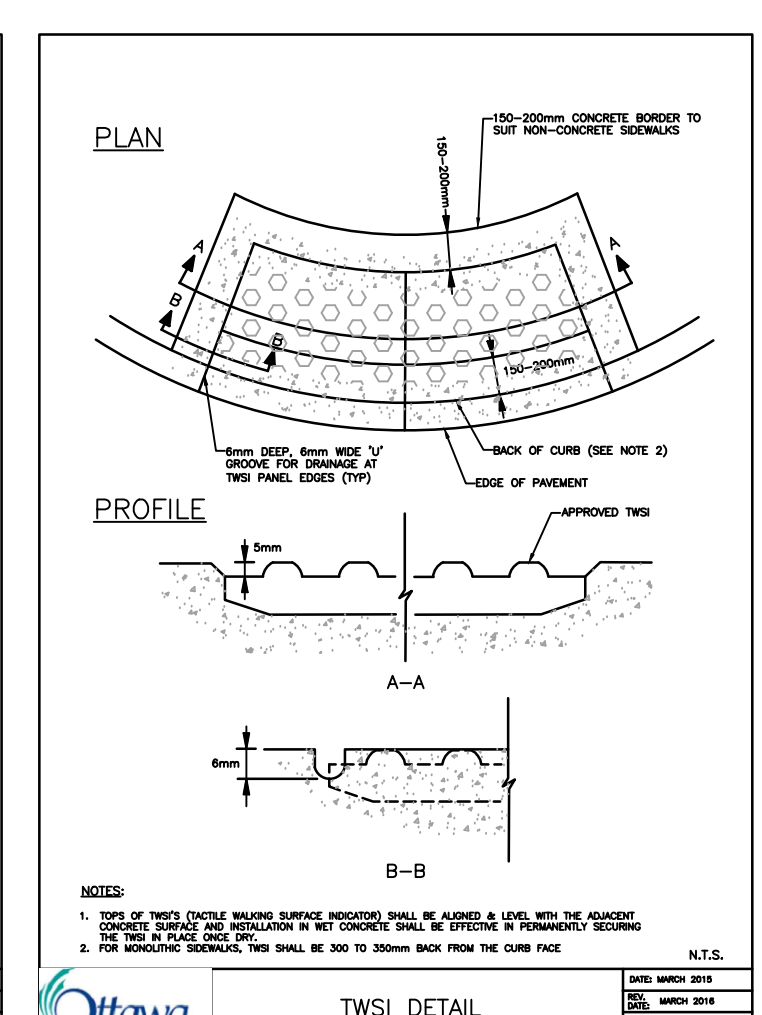 PLAN
150-200mm CONCRETE BORDER TO
SUIT NON-CONCRETE SIDEWALKS
150-200mm
A
A
B
B
150-200mm
6mm DEEP, 6mm WIDE 'U'
GROOVE FOR DRAINAGE AT
TWSI PANEL EDGES (TYP)
BACK OF CURB (SEE NOTE 2)
EDGE OF PAVEMENT
PROFILE
APPROVED TWSI
5mm
A-A
6mm
B-B
NOTES:
1. TOPS OF TWSI'S (TACTILE WALKING SURFACE INDICATOR) SHALL BE ALIGNED & LEVEL WITH THE ADJACENT
CONCRETE SURFACE AND INSTALLATION IN WET CONCRETE SHALL BE EFFECTIVE IN PERMANENTLY SECURING
THE TWSI IN PLACE ONCE DRY.
2. FOR MONOLITHIC SIDEWALKS, TWSI SHALL BE 300 TO 350mm BACK FROM THE CURB FACE
N.T.S.
Ottawa
TWSI DETAIL
DATE: MARCH 2015
REV. DATE: MARCH 2016